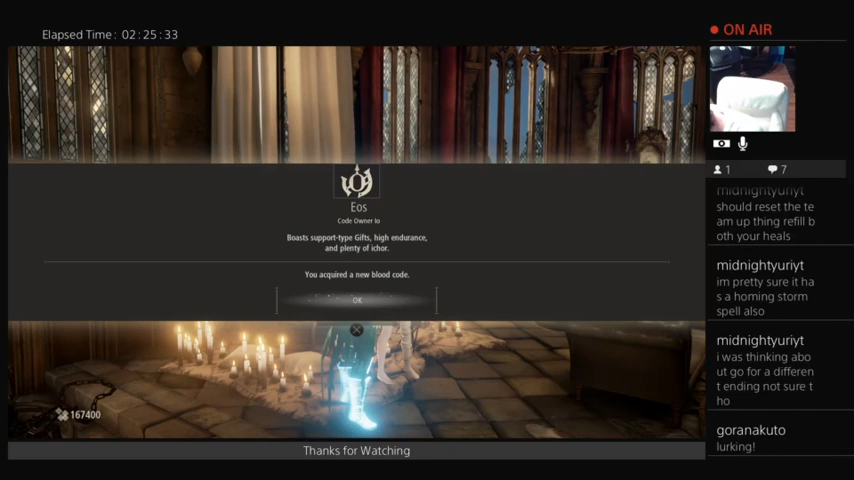 Elapsed Time: 02:25:33
ON AIR
1
7
midnightyuriyt
should reset the te
am up thing refill b
oth your heals
midnightyuriyt
im pretty sure it ha
s a homing storm
spell also
midnightyuriyt
i was thinking abo
ut go for a differen
t ending not sure t
ho
goranakuto
lurking!
Eos
Code Owner Io
Boasts support-type Gifts, high endurance,
and plenty of ichor.
You acquired a new blood code.
OK
167400
Thanks for Watching